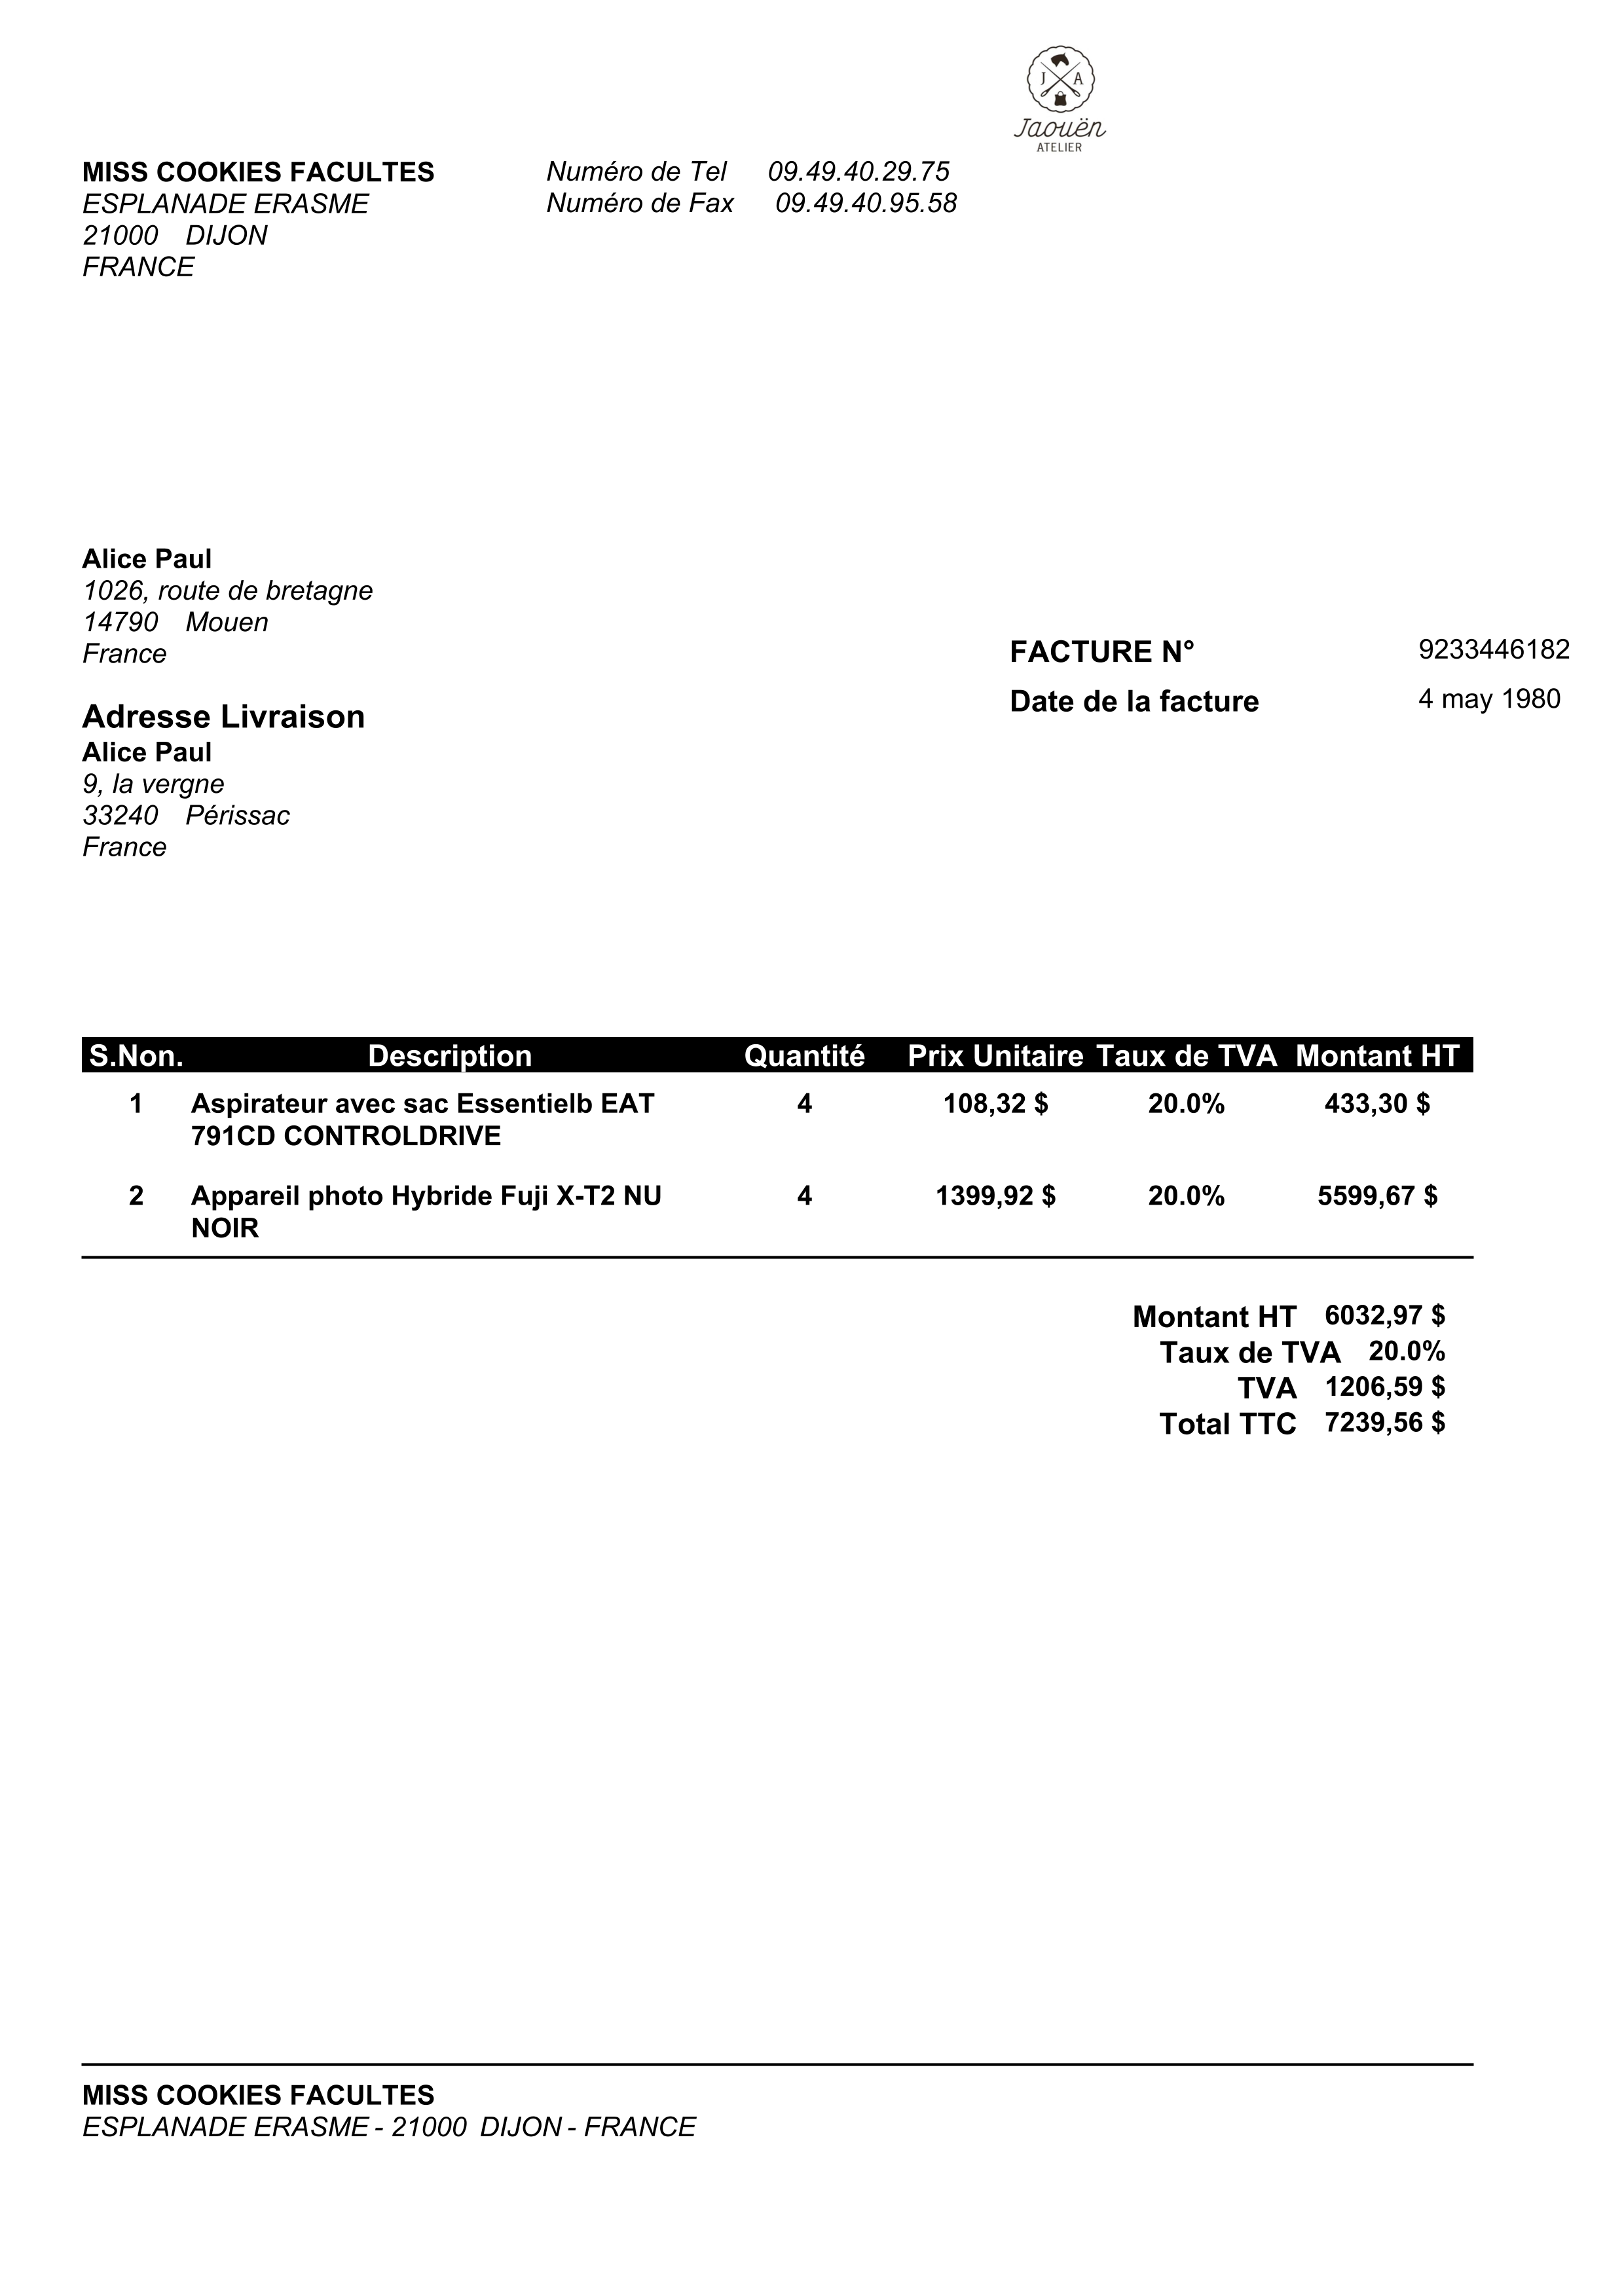 J A
Jaouën
ATELIER
MISS COOKIES FACULTES
ESPLANADE ERASME
21000 DIJON
FRANCE
Numéro de Tel 09.49.40.29.75
Numéro de Fax 09.49.40.95.58
Alice Paul
1026, route de bretagne
14790 Mouen
France
FACTURE N° 9233446182
Date de la facture 4 may 1980
Adresse Livraison
Alice Paul
9, la vergne
33240 Périssac
France
S.Non. Description Quantité Prix Unitaire Taux de TVA Montant HT
1 Aspirateur avec sac Essentielb EAT 4 108,32 $ 20.0% 433,30 $
791CD CONTROLDRIVE
2 Appareil photo Hybride Fuji X-T2 NU 4 1399,92 $ 20.0% 5599,67 $
NOIR
Montant HT 6032,97 $
Taux de TVA 20.0%
TVA 1206,59 $
Total TTC 7239,56 $
MISS COOKIES FACULTES
ESPLANADE ERASME - 21000 DIJON - FRANCE